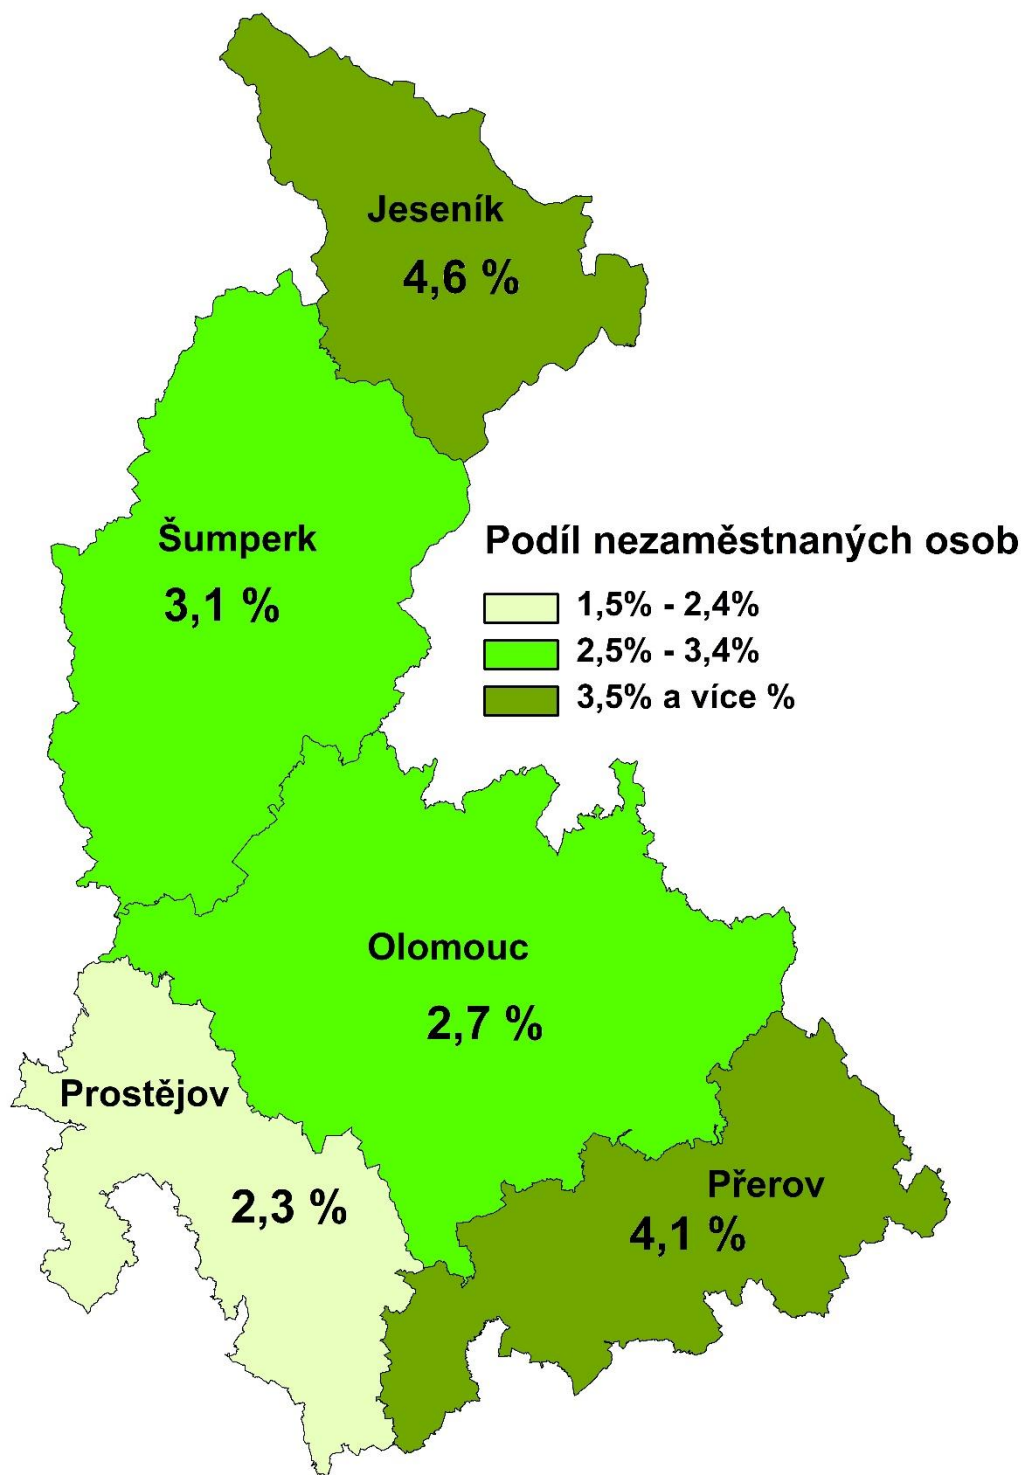 Jeseník
4,6 %
Šumperk
3,1 %
Podíl nezaměstnaných osob
1,5% - 2,4%
2,5% - 3,4%
3,5% a více %
Olomouc
2,7 %
Prostějov
2,3 %
Přerov
4,1 %